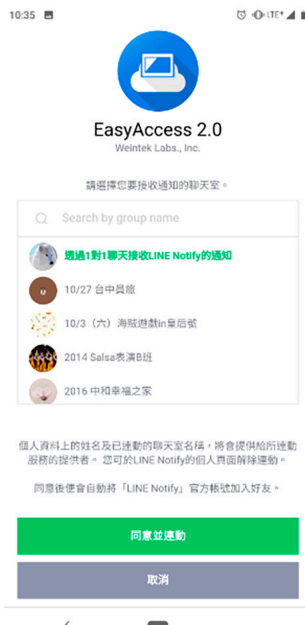 10:35
LTE+
EasyAccess 2.0
Weintek Labs., Inc.
請選擇您要接收通知的聊天室。
Search by group name
透過1對1聊天接收LINE Notify的通知
10/27 台中員旅
10/3（六）海賊遊戲in皇后號
2014 Salsa表演B班
2016 中和幸福之家
個人資料上的姓名及已連動的聊天室名稱，將會提供給所連動
服務的提供者。 您可於LINE Notify的個人頁面解除連動。
同意後便會自動將「LINE Notify」官方帳號加入好友。
同意並連動
取消